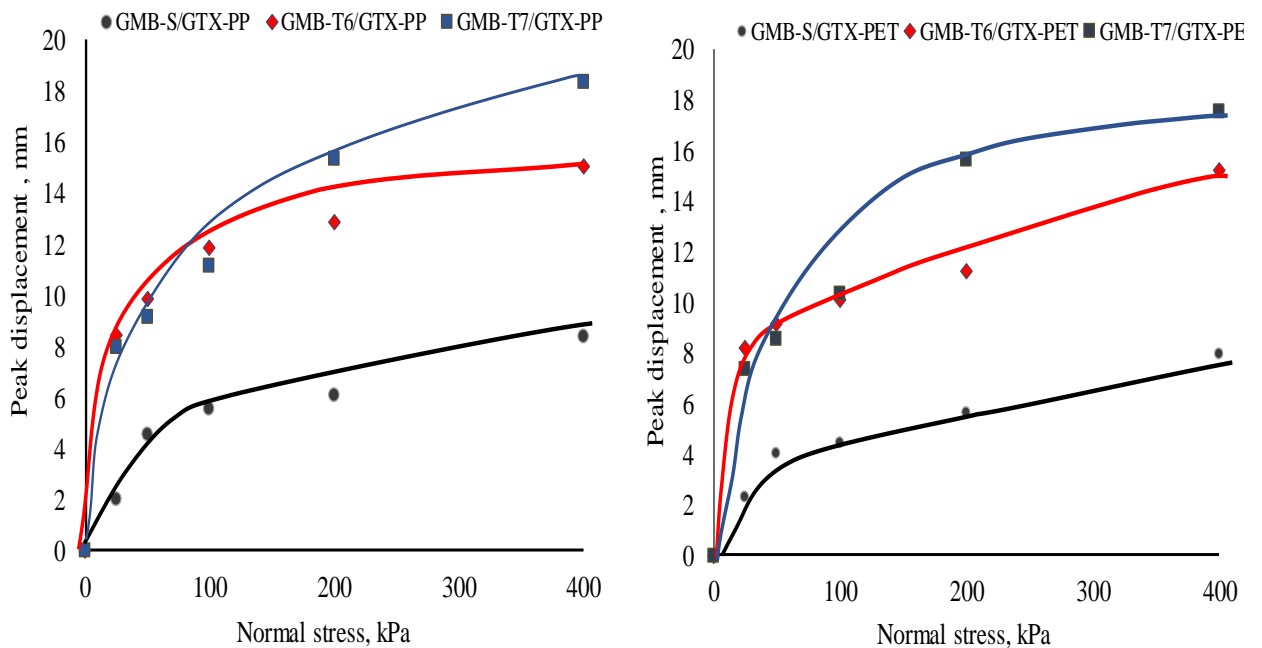 GMB-S/GTX-PP GMB-T6/GTX-PP GMB-T7/GTX-PP
20
18
16
14
12
10
8
6
4
2
0
Peak displacement , mm
0 100 200 300 400
Normal stress, kPa
GMB-S/GTX-PET GMB-T6/GTX-PET GMB-T7/GTX-PE
20
18
16
14
12
10
8
6
4
2
0
Peak displacement , mm
0 100 200 300 400
Normal stress, kPa